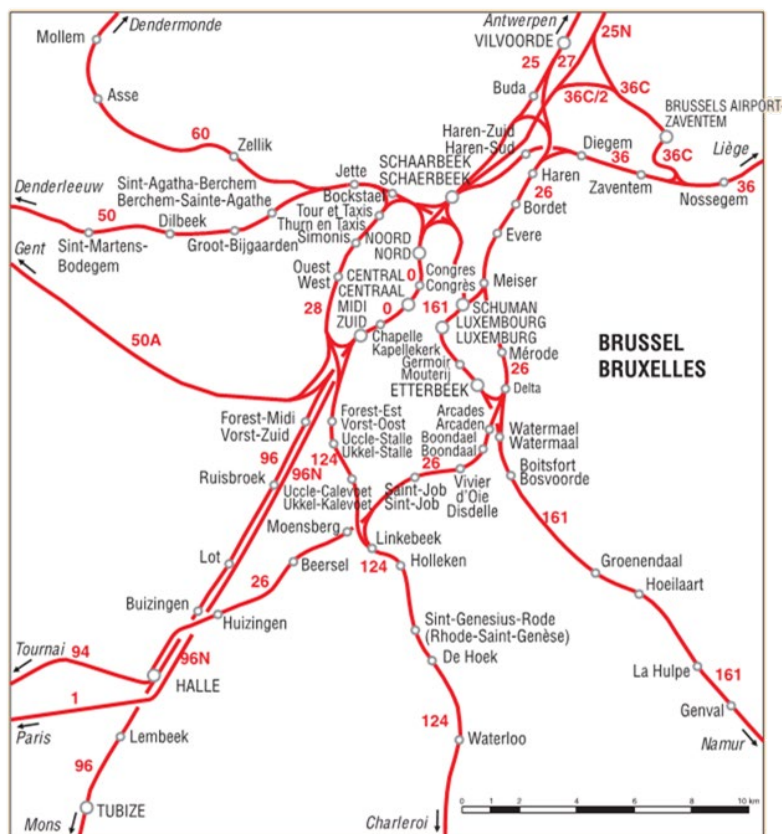 Antwerpen
Dendermonde
VILVOORDE
25N
Mollem
25
27
36C
Buda
36C/2
BRUSSELS AIRPORT-
ZAVENTEM
Asse
60
Haren-Zuid
Haren-Sud
Diegem
36C
Liège
Zellik
SCHAARBEEK
SCHAERBEEK
36
Jette
Haren
Zaventem
36
Denderleeuw
Sint-Agatha-Berchem
Berchem-Sainte-Agathe
Bockstael
26
Nossegem
50
Tour et Taxis
Thurn en Taxis
Bordet
Dilbeek
Groot-Bijgaarden
Simonis
NOORD
NORD
Evere
Sint-Martens-
Bodegem
Gent
Ouest
West
CENTRAL
CENTRAAL
0
Congres
Congrès
Meiser
28
MIDI
ZUID
0
161
SCHUMAN
LUXEMBOURG
LUXEMBURG
50A
Chapelle
Kapellekerk
BRUSSEL
BRUXELLES
Germoir
Mouterij
Mérode
26
ETTERBEEK
Delta
Forest-Midi
Vorst-Zuid
Forest-Est
Vorst-Oost
Arcades
Arcaden
Watermael
Watermaal
Uccle-Stalle
Ukkel-Stalle
Boondael
Boondaal
96
124
26
Boitsfort
Bosvoorde
Ruisbroek
96N
Uccle-Calevoet
Ukkel-Kalevoet
Saint-Job
Sint-Job
Vivier
d'Oie
Disdelle
161
Moensberg
Linkebeek
Lot
124
Holleken
Groenendaal
Beersel
26
Hoeilaart
Buizingen
Huizingen
Sint-Genesius-Rode
(Rhode-Saint-Genèse)
Tournai
94
96N
De Hoek
HALLE
La Hulpe
161
1
Genval
Paris
124
Lembeek
Waterloo
Namur
96
TUBIZE
0 1 2 4 6 8 10 km
Mons
Charleroi